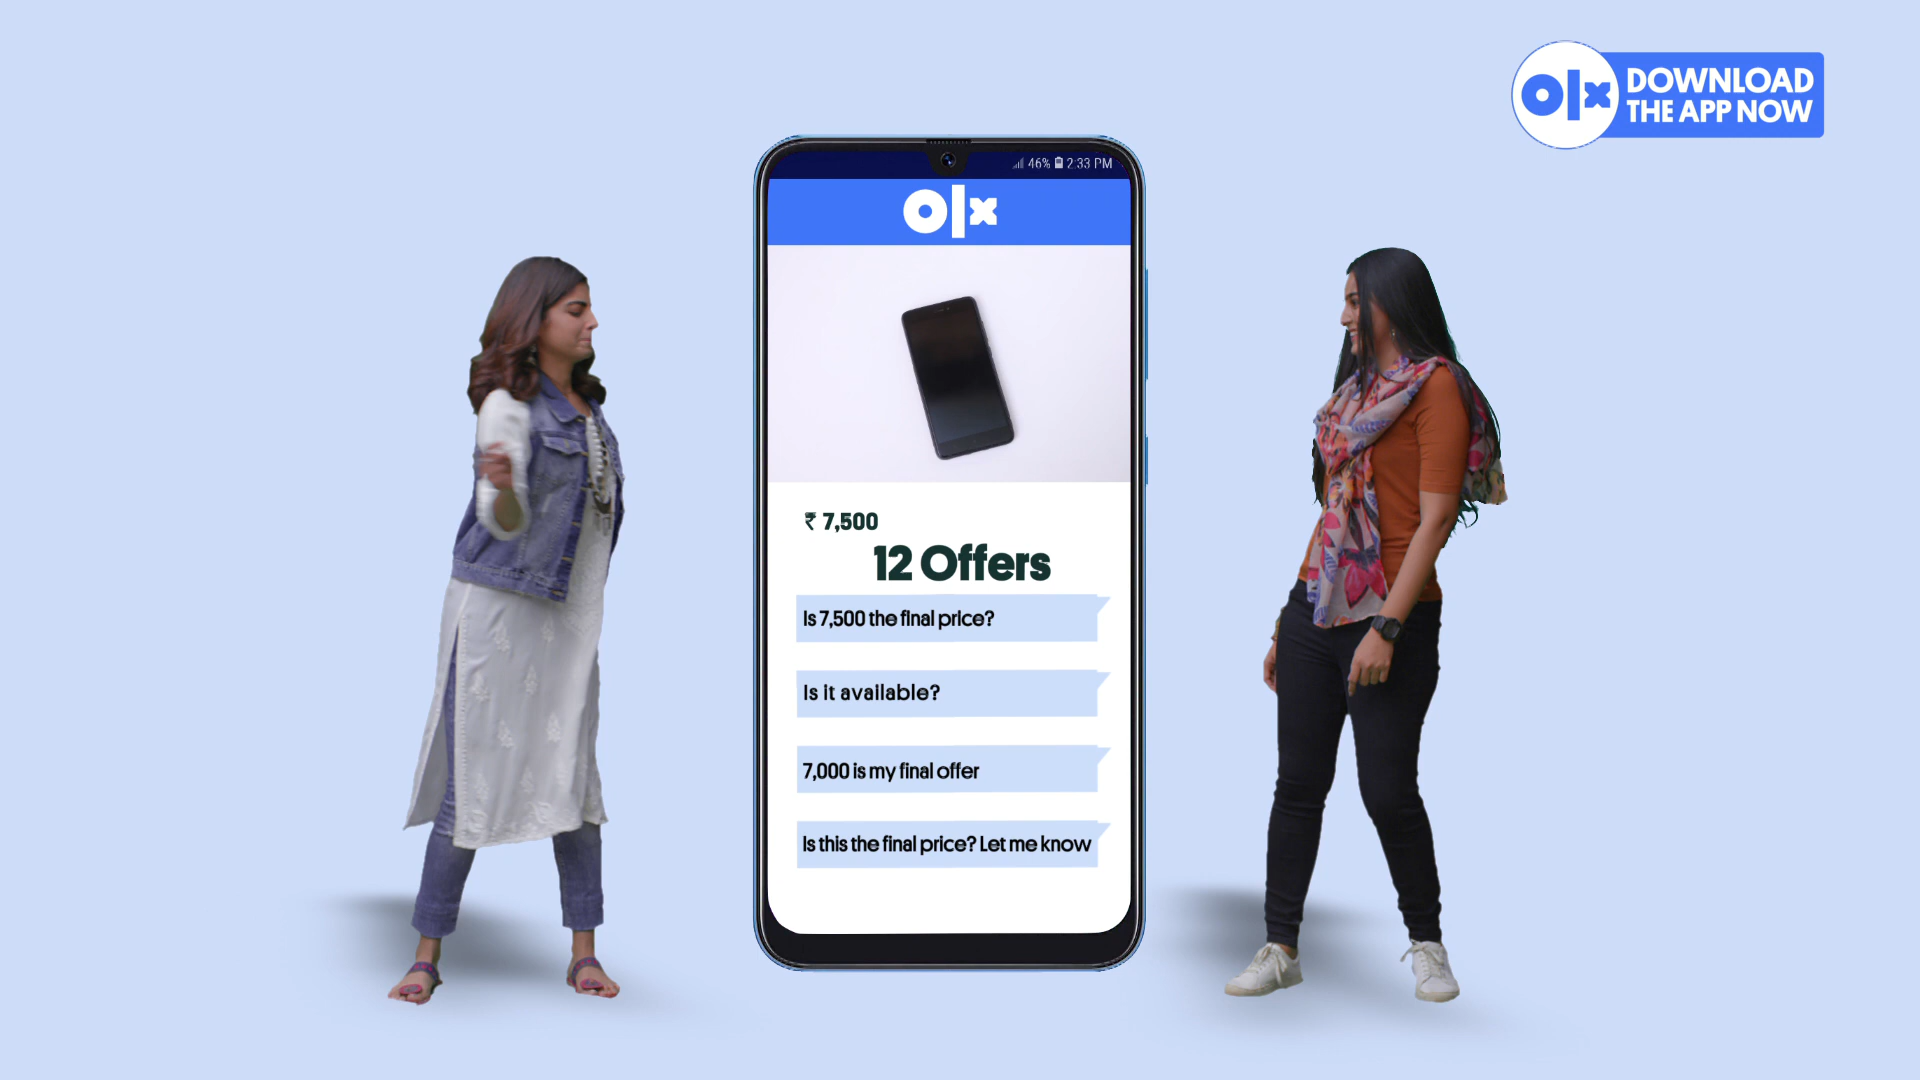 olx DOWNLOAD
THE APP NOW
46% 2:33 PM
olx
₹ 7,500
12 Offers
Is 7,500 the final price?
Is it available?
7,000 is my final offer
Is this the final price? Let me know